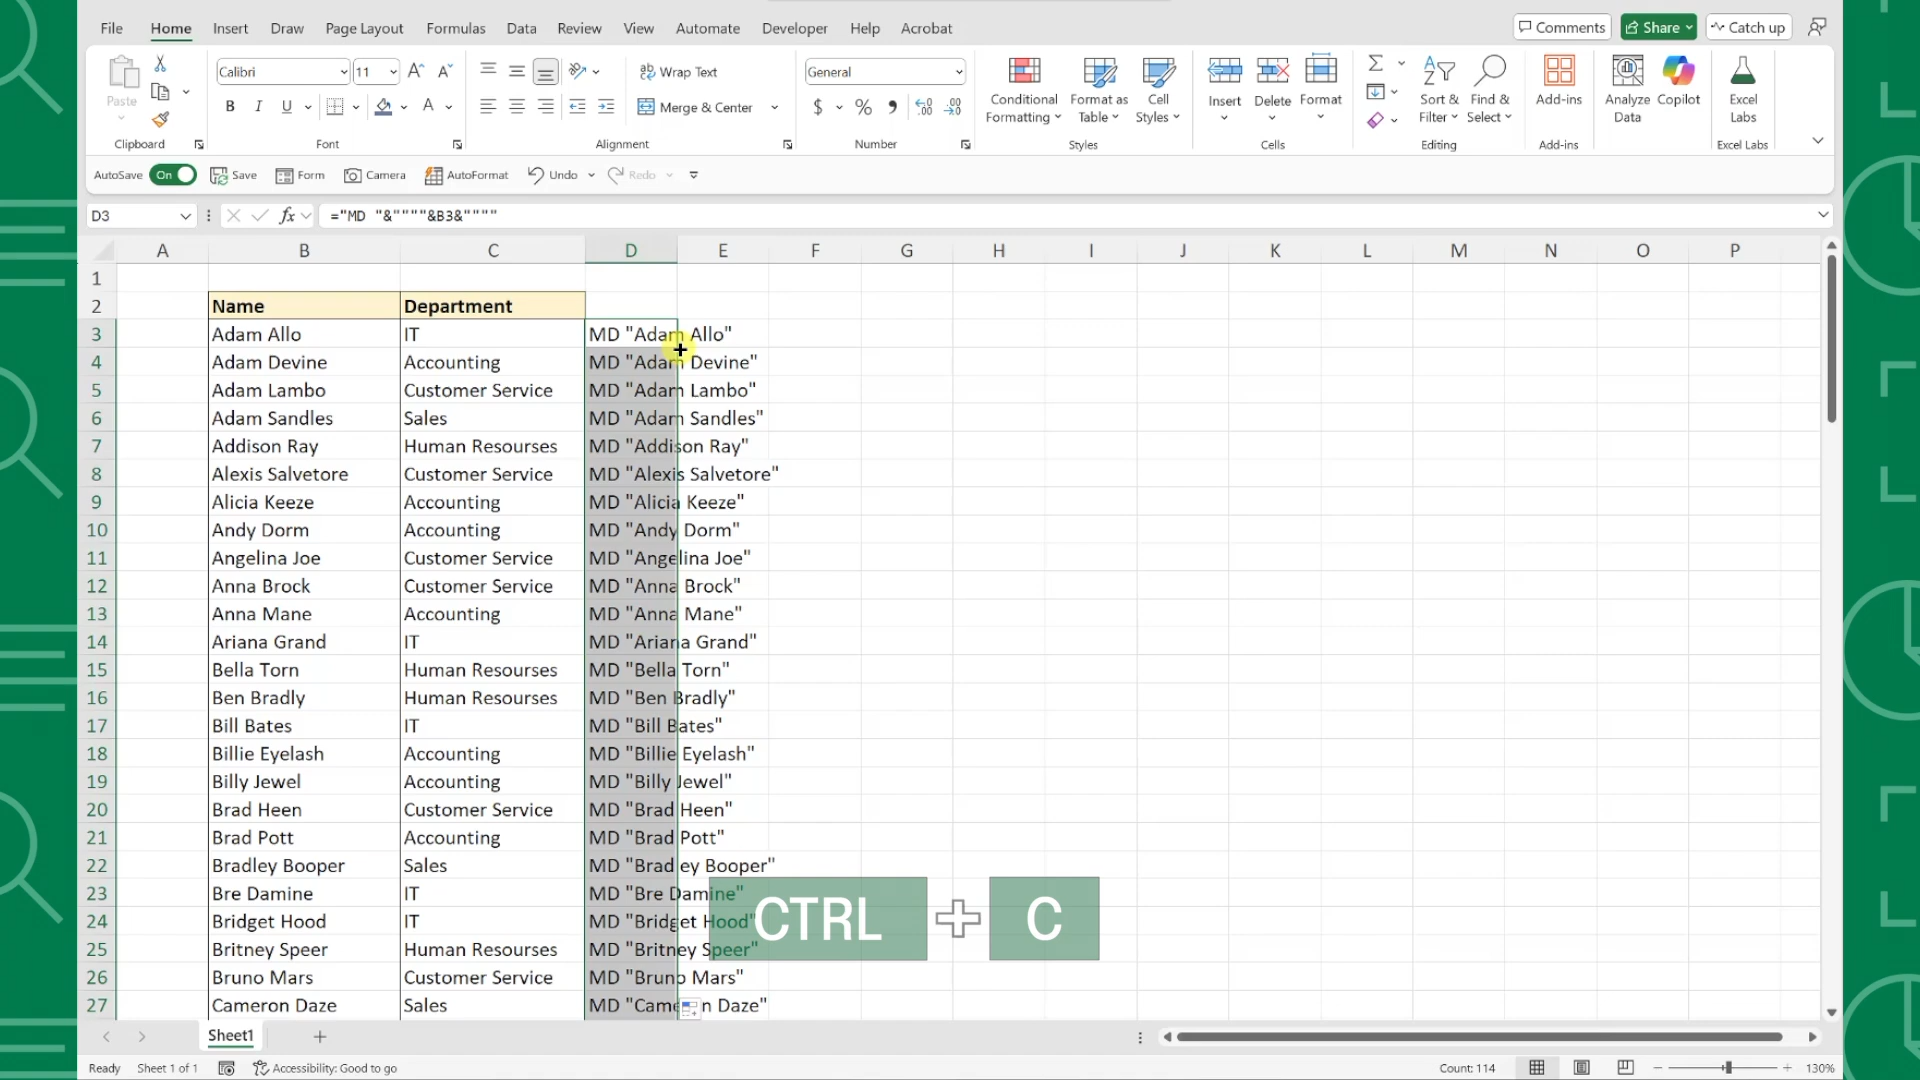 File Home Insert Draw Page Layout Formulas Data Review View Automate Developer Help Acrobat Comments Share Catch up
Paste Calibri 11 Wrap Text General Conditional Formatting Format as Table Cell Styles Insert Delete Format Sort & Filter Find & Select Add-ins Analyze Data Copilot Excel Labs
B I U A Merge & Center $ % 9
Clipboard Font Alignment Number Styles Cells Editing Add-ins Excel Labs
AutoSave On Save Form Camera AutoFormat Undo Redo
D3 fx ="MD "&""""&B3&""""
A B C D E F G H I J K L M N O P
1
2 Name Department
3 Adam Allo IT MD "Adam Allo"
4 Adam Devine Accounting MD "Adam Devine"
5 Adam Lambo Customer Service MD "Adam Lambo"
6 Adam Sandles Sales MD "Adam Sandles"
7 Addison Ray Human Resourses MD "Addison Ray"
8 Alexis Salvetore Customer Service MD "Alexis Salvetore"
9 Alicia Keeze Accounting MD "Alicia Keeze"
10 Andy Dorm Accounting MD "Andy Dorm"
11 Angelina Joe Customer Service MD "Angelina Joe"
12 Anna Brock Customer Service MD "Anna Brock"
13 Anna Mane Accounting MD "Anna Mane"
14 Ariana Grand IT MD "Ariana Grand"
15 Bella Torn Human Resourses MD "Bella Torn"
16 Ben Bradly Human Resourses MD "Ben Bradly"
17 Bill Bates IT MD "Bill Bates"
18 Billie Eyelash Accounting MD "Billie Eyelash"
19 Billy Jewel Accounting MD "Billy Jewel"
20 Brad Heen Customer Service MD "Brad Heen"
21 Brad Pott Accounting MD "Brad Pott"
22 Bradley Booper Sales MD "Bradley Booper"
23 Bre Damine IT MD "Bre Damine"
24 Bridget Hood IT MD "Bridget Hood"
25 Britney Speer Human Resourses MD "Britney Speer"
26 Bruno Mars Customer Service MD "Bruno Mars"
27 Cameron Daze Sales MD "Cameron Daze"
CTRL + C
Sheet1
Ready Sheet 1 of 1 Accessibility: Good to go Count: 114 130%